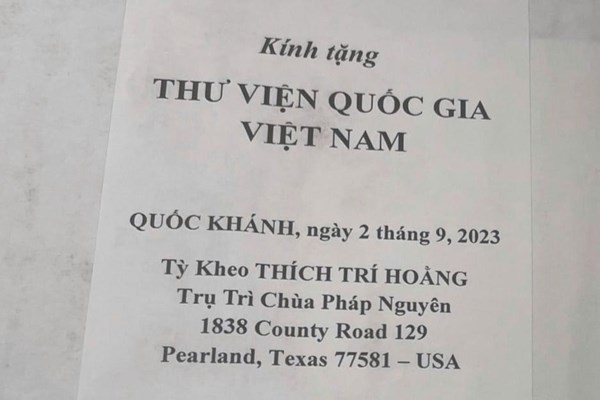 Kính tặng
THƯ VIỆN QUỐC GIA
VIỆT NAM
QUỐC KHÁNH, ngày 2 tháng 9, 2023
Tỳ Kheo THÍCH TRÍ HOẰNG
Trụ Trì Chùa Pháp Nguyên
1838 County Road 129
Pearland, Texas 77581 – USA